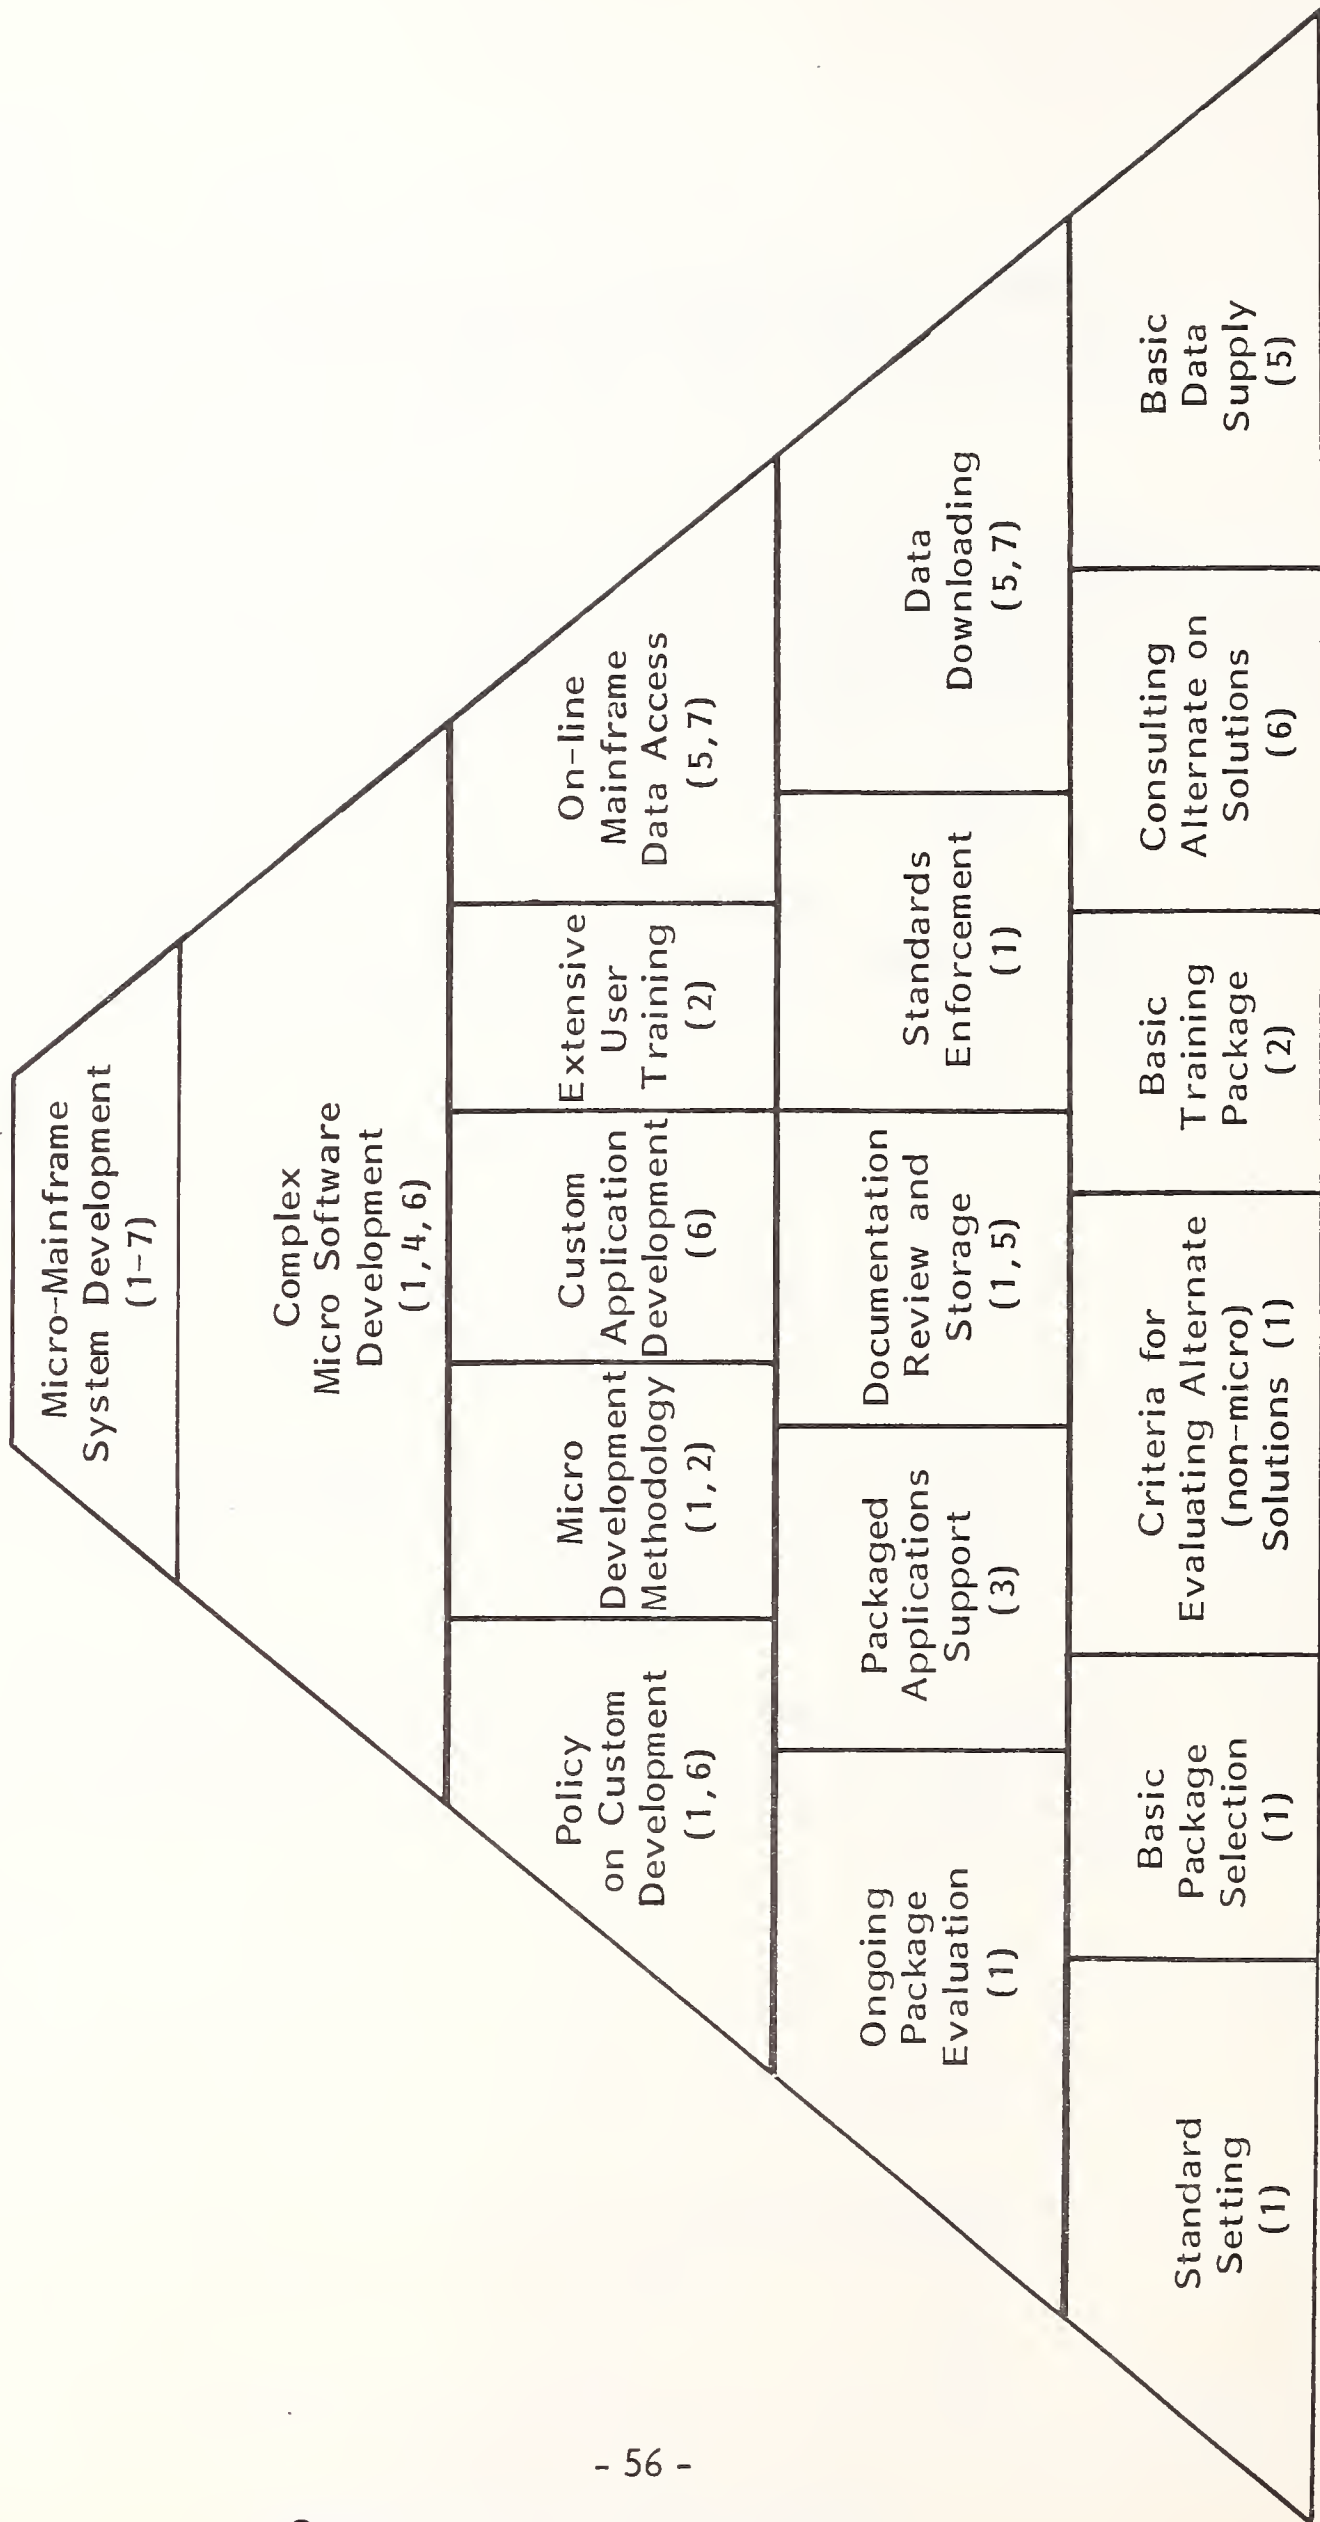 Micro-Mainframe
System Development
(1-7)
Complex
Micro Software
Development
(1,4,6)
Policy
on Custom
Development
(1,6)
Micro
Development
Methodology
(1,2)
Custom
Application
Development
(6)
Extensive
User
Training
(2)
On-line
Mainframe
Data Access
(5,7)
Ongoing
Package
Evaluation
(1)
Packaged
Applications
Support
(3)
Documentation
Review and
Storage
(1,5)
Standards
Enforcement
(1)
Data
Downloading
(5,7)
Standard
Setting
(1)
Basic
Package
Selection
(1)
Criteria for
Evaluating Alternate
(non-micro)
Solutions (1)
Basic
Training
Package
(2)
Consulting
Alternate on
Solutions
(6)
Basic
Data
Supply
(5)
- 56 -